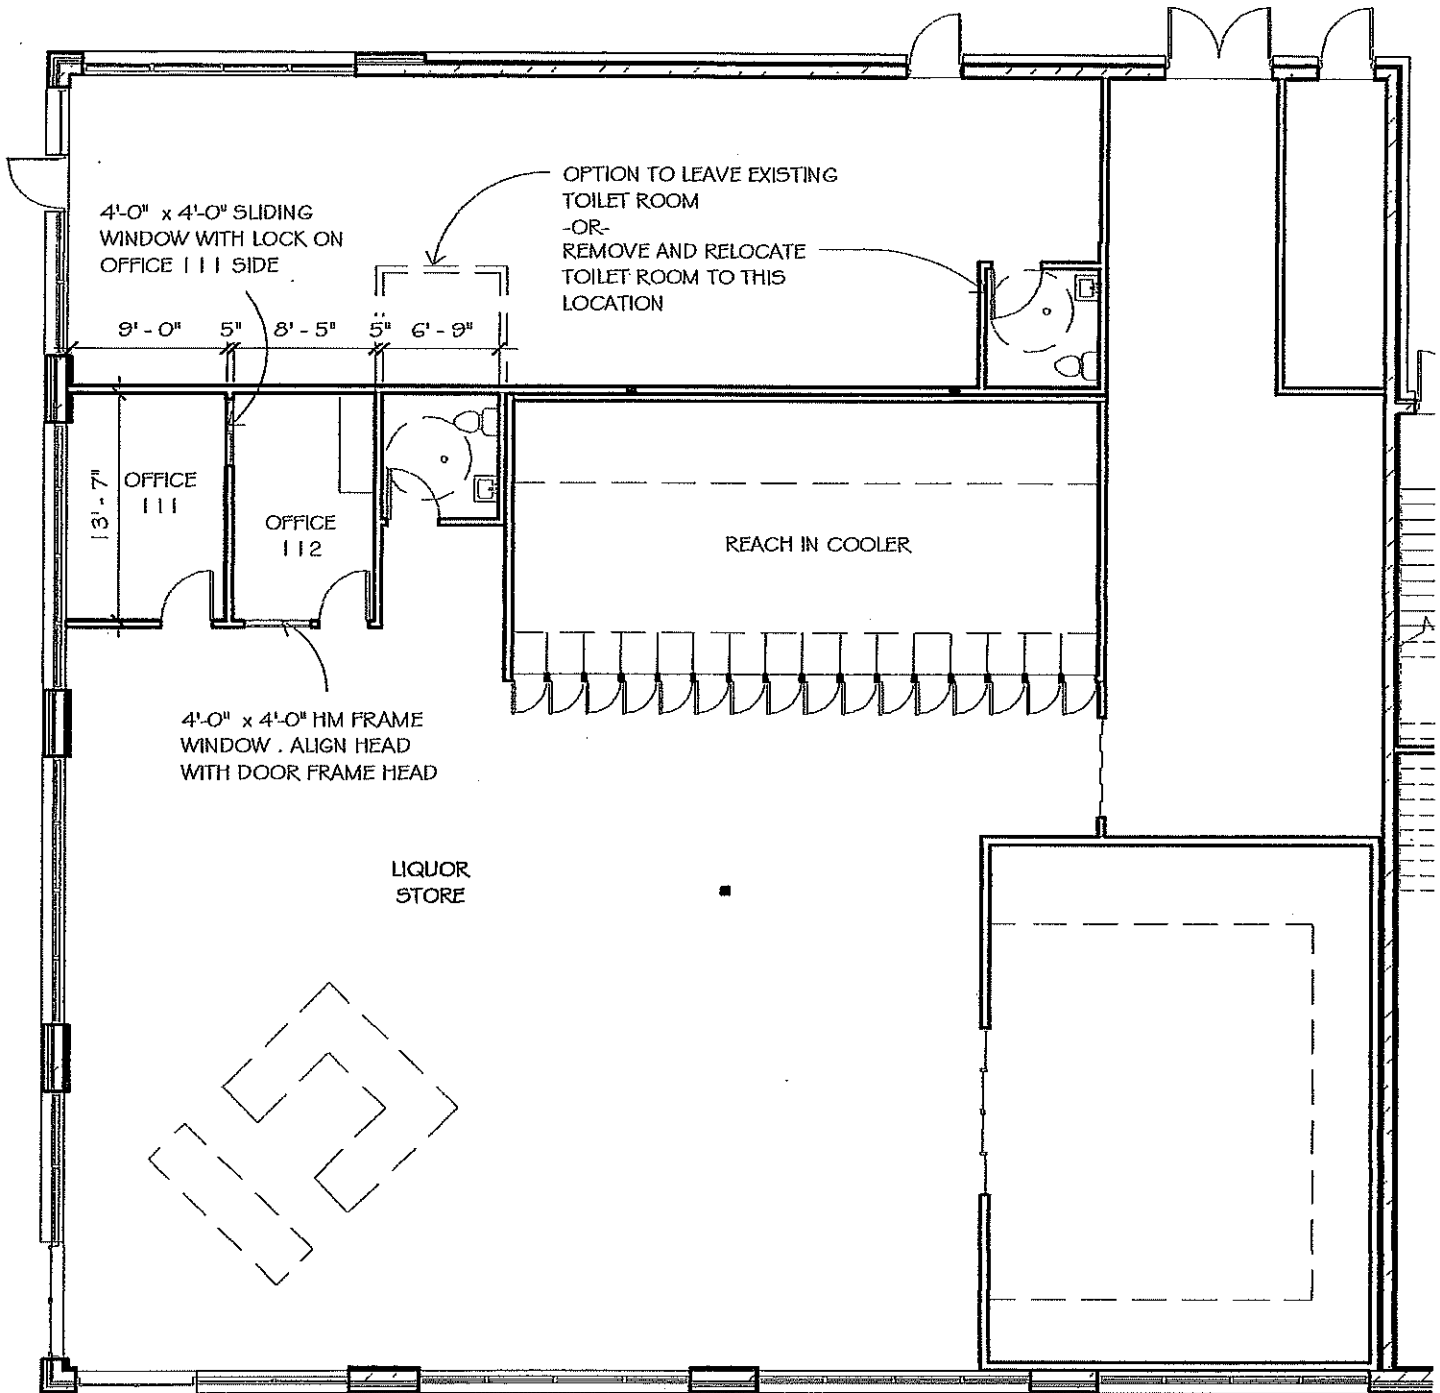 OPTION TO LEAVE EXISTING
TOILET ROOM
-OR-
REMOVE AND RELOCATE
TOILET ROOM TO THIS
LOCATION
4'-0" x 4'-0" SLIDING
WINDOW WITH LOCK ON
OFFICE 111 SIDE
9'-0" 5" 8'-5" 5" 6'-9"
13'-7"
OFFICE
111
OFFICE
112
REACH IN COOLER
4'-0" x 4'-0" HM FRAME
WINDOW . ALIGN HEAD
WITH DOOR FRAME HEAD
LIQUOR
STORE